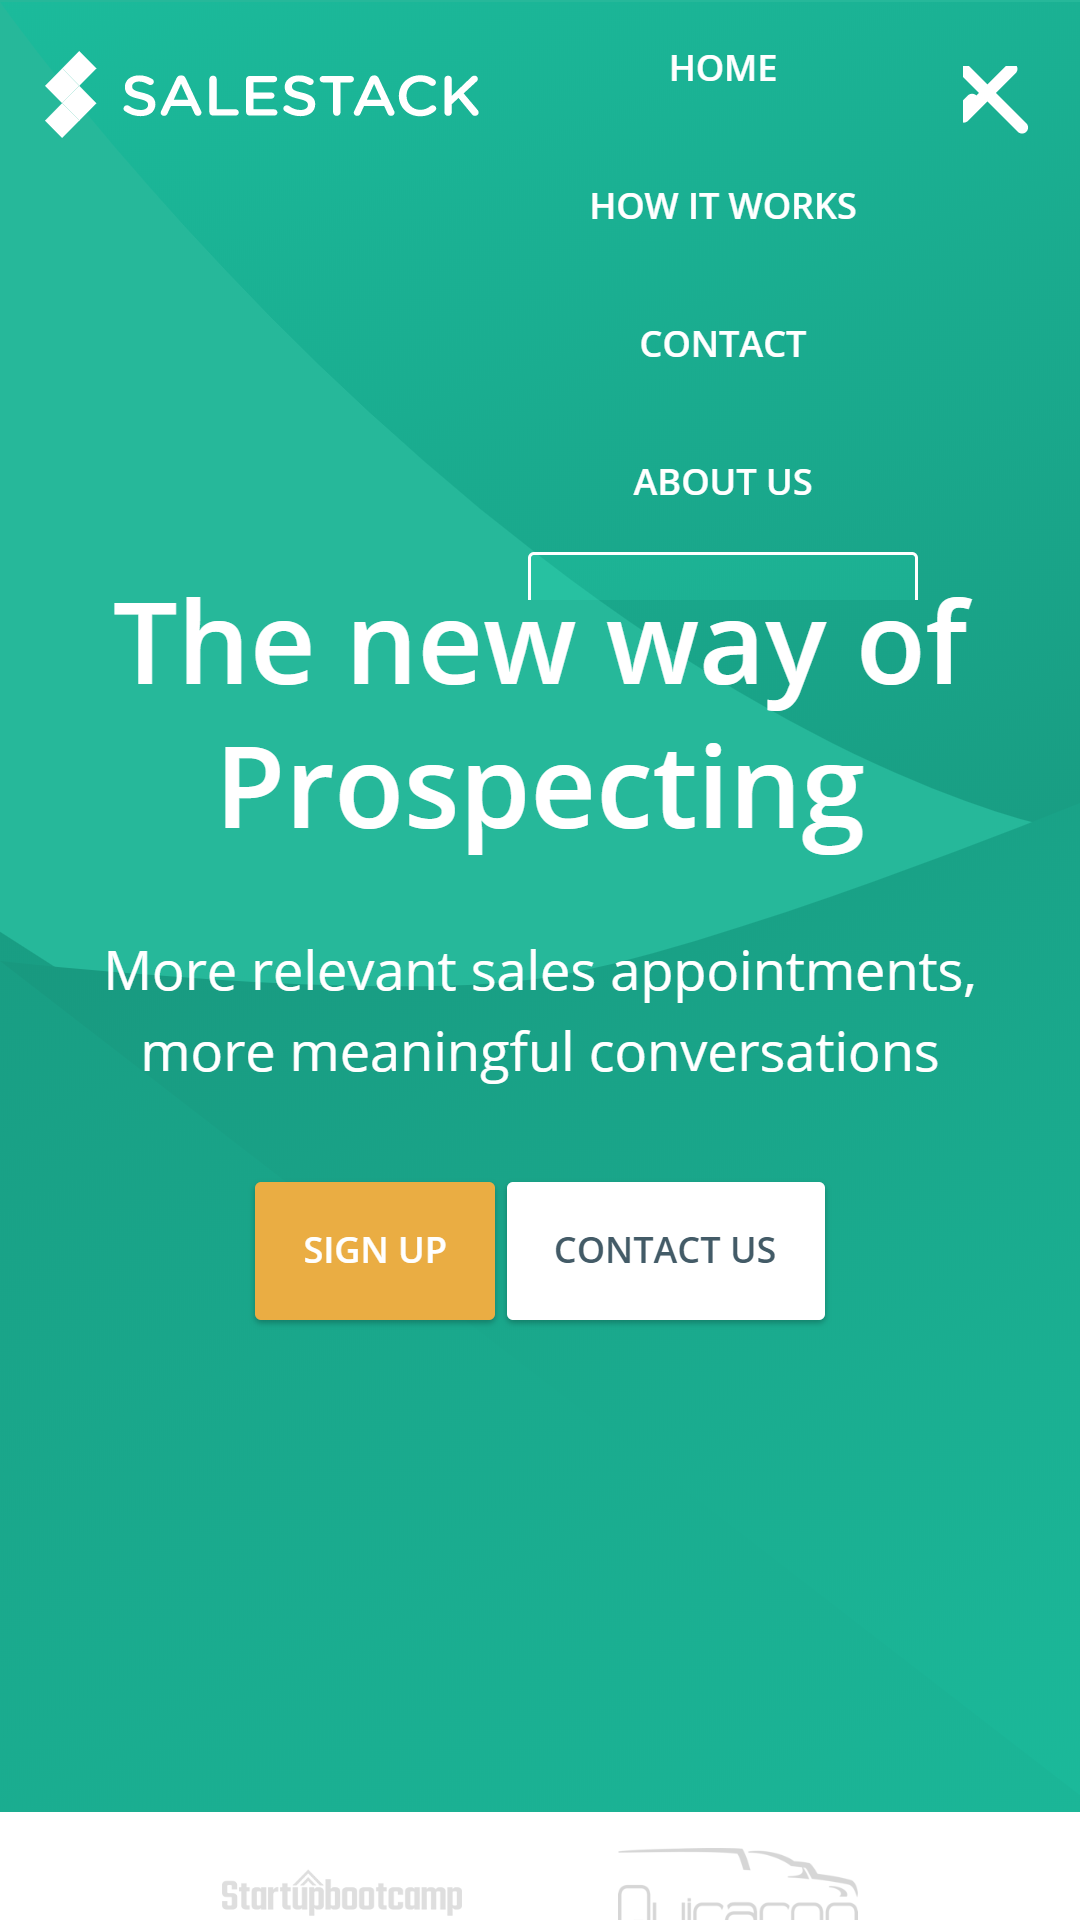 SALESTACK
HOME
HOW IT WORKS
CONTACT
ABOUT US
The new way of
Prospecting
More relevant sales appointments,
more meaningful conversations
SIGN UP
CONTACT US
Startupbootcamp